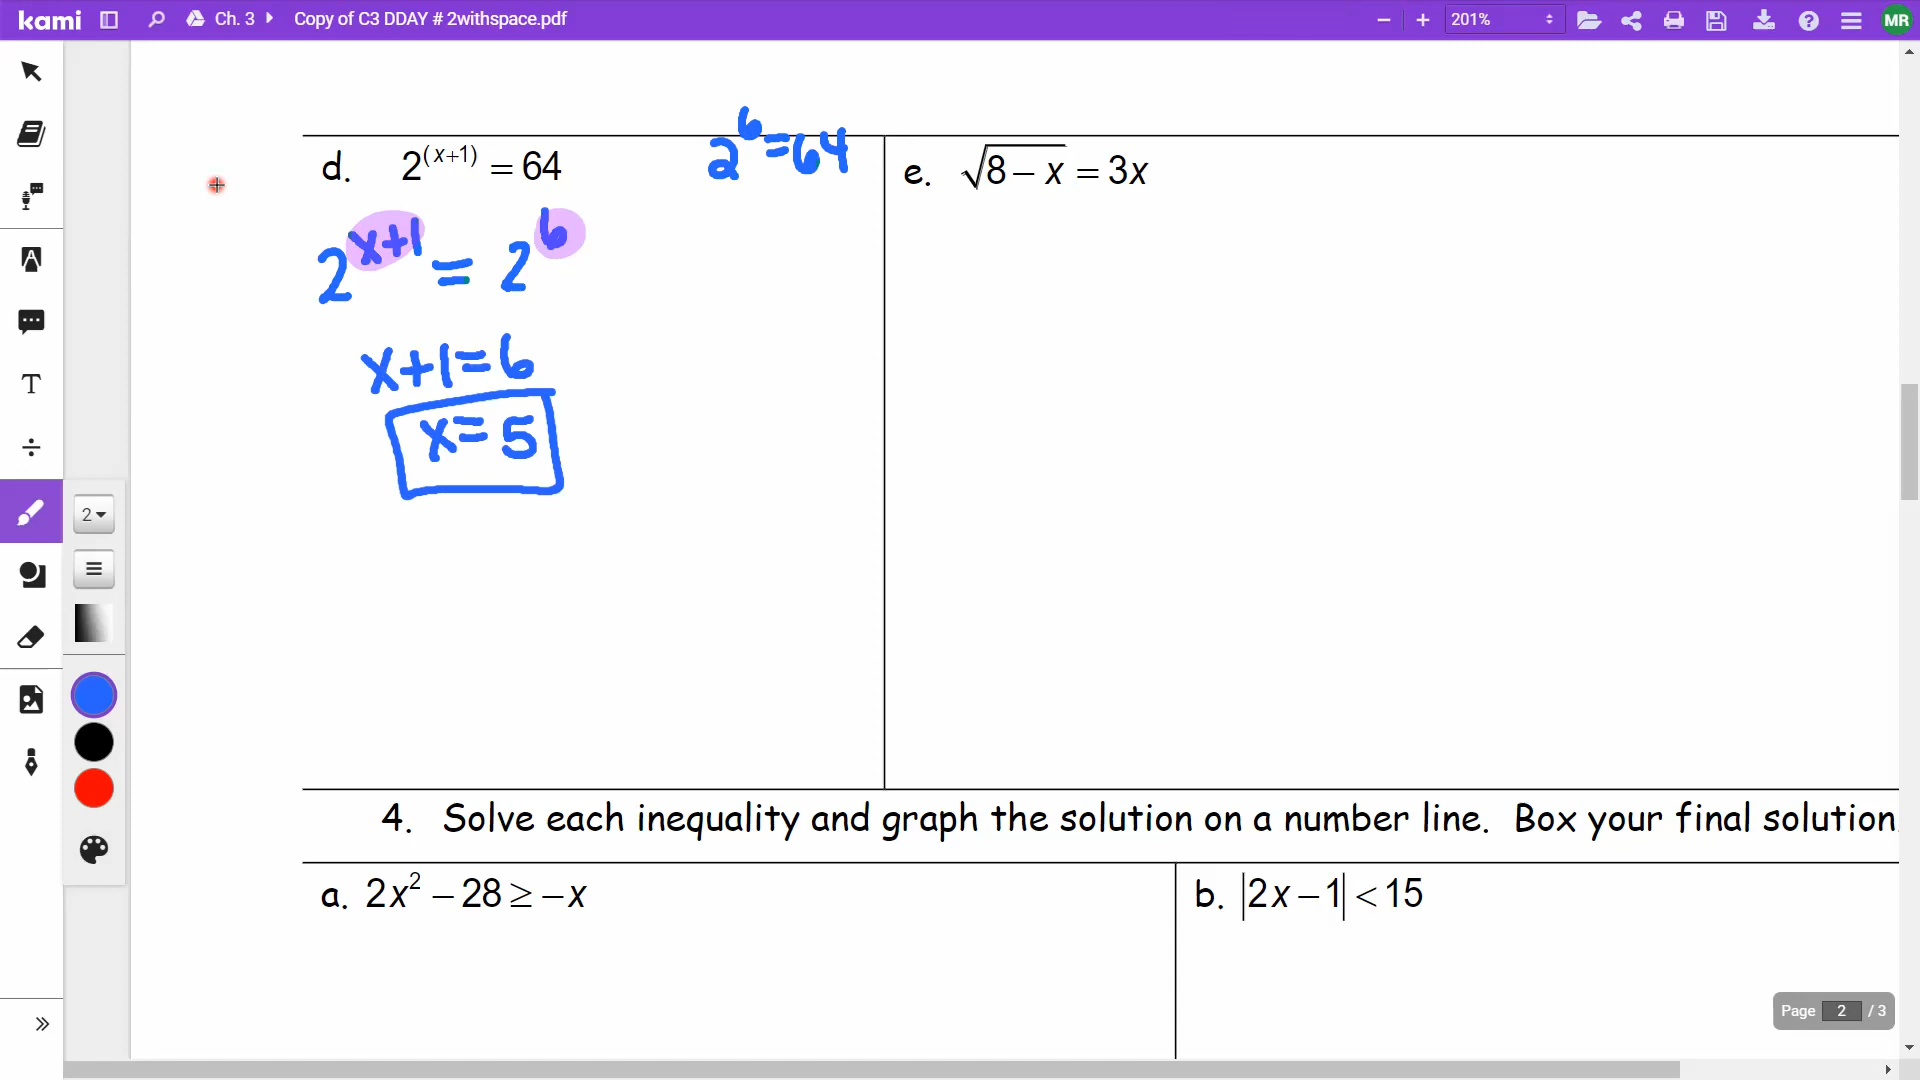 kami Ch. 3 Copy of C3 DDAY # 2withspace.pdf 201% MR
d. 2^(x+1) = 64
2^6=64
2^x+1 = 2^6
x+1=6
x=5
e. √8 − x = 3x
4. Solve each inequality and graph the solution on a number line. Box your final solution.
a. 2x² − 28 ≥ −x
b. |2x − 1| < 15
T
2
Page 2 / 3